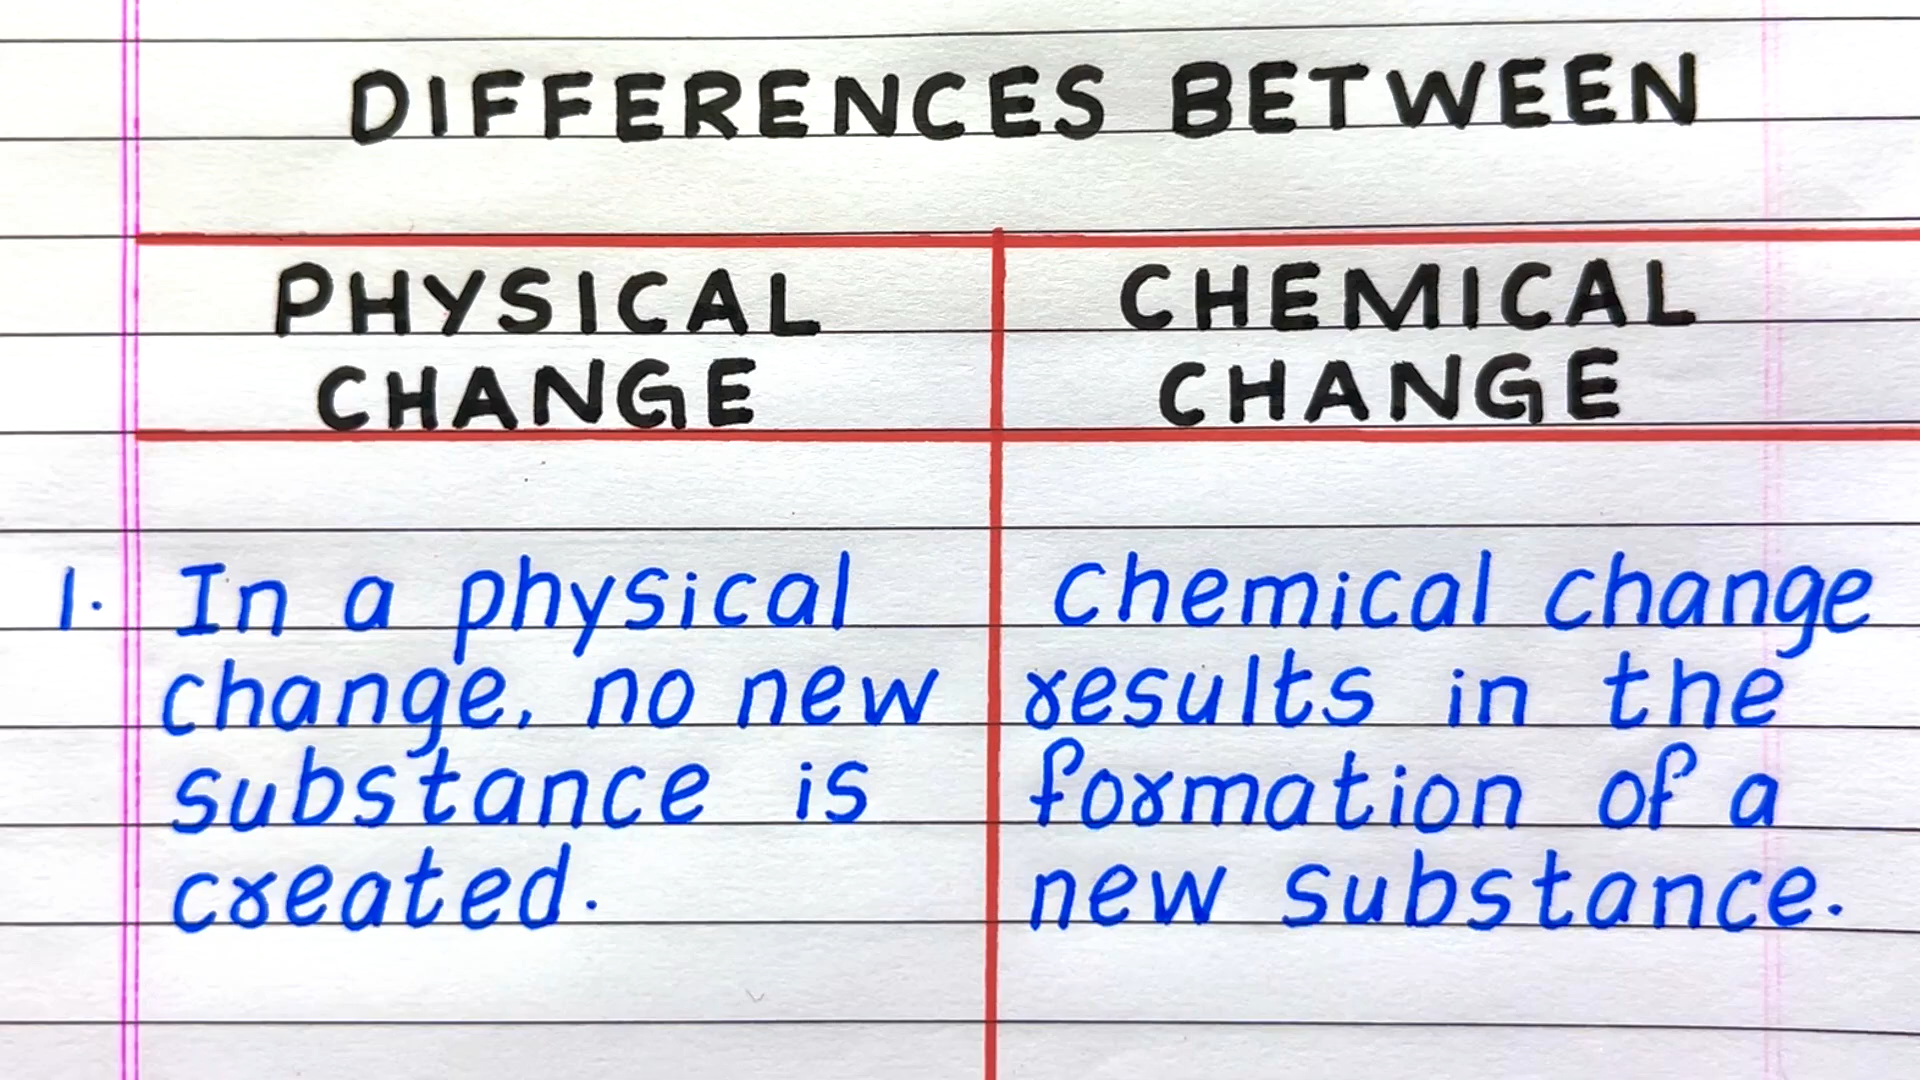 DIFFERENCES BETWEEN
PHYSICAL
CHANGE
CHEMICAL
CHANGE
1. In a physical
change, no new
substance is
created.
chemical change
results in the
formation of a
new substance.